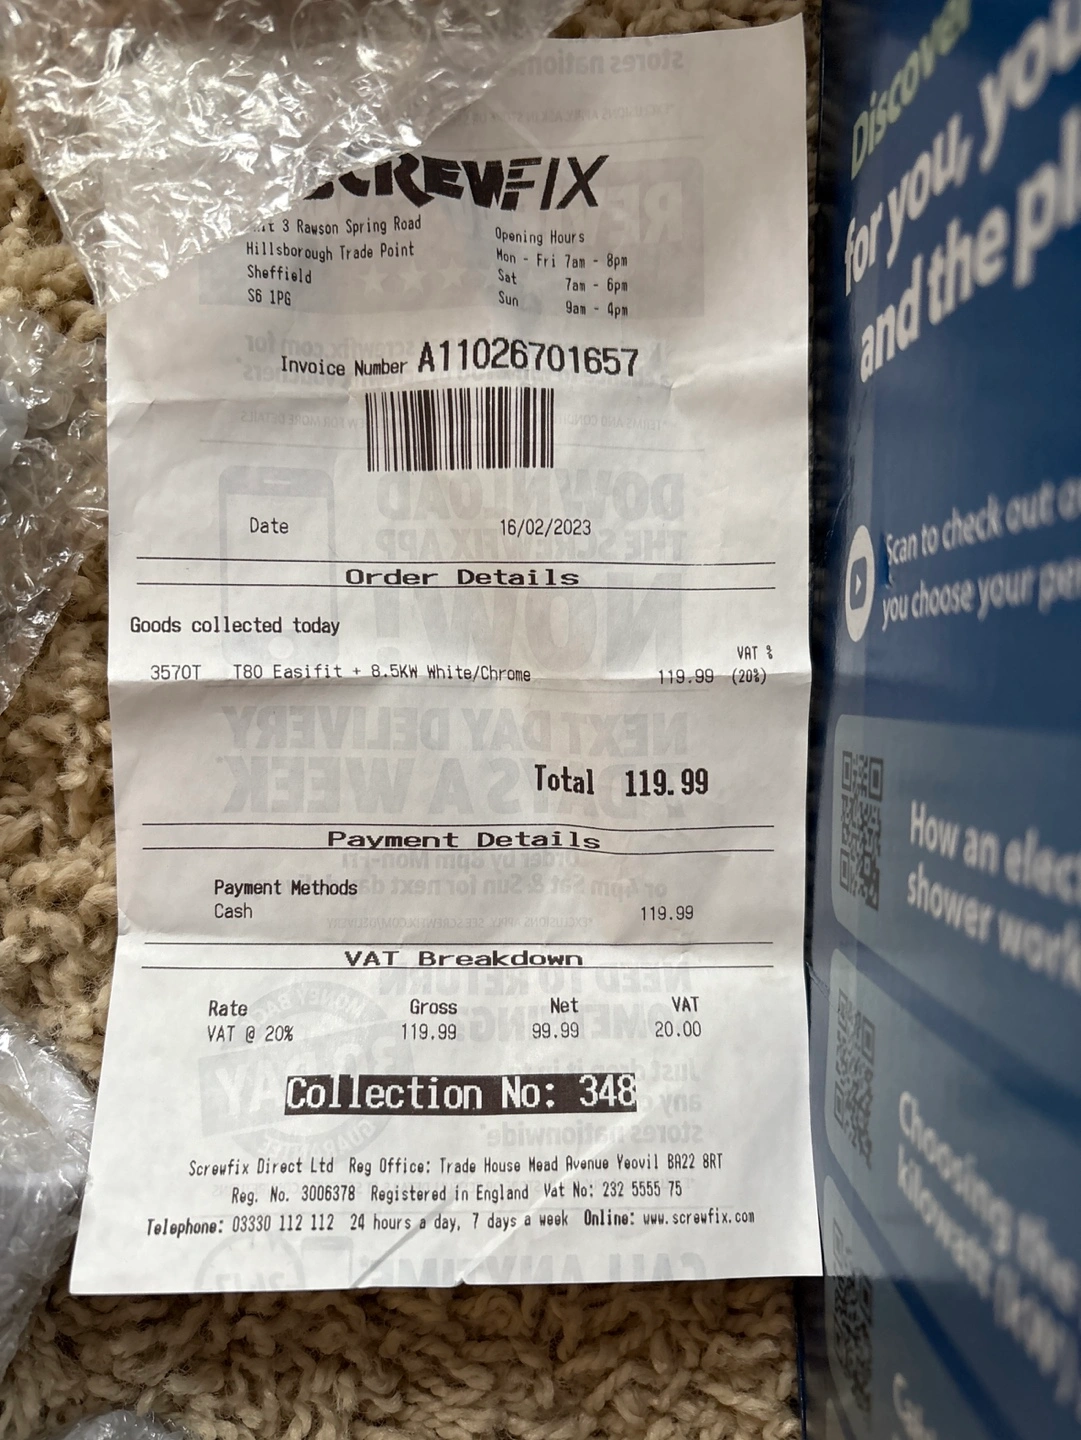 SCREWFIX
3 Rawson Spring Road
Hillsborough Trade Point
Sheffield
S6 1PG
Opening Hours
Mon - Fri 7am - 8pm
Sat 7am - 6pm
Sun 9am - 4pm
Invoice Number A11026701657
Date 16/02/2023
Order Details
Goods collected today
VAT %
3570T T80 Easifit + 8.5KW White/Chrome 119.99 (20%)
Total 119.99
Payment Details
Payment Methods
Cash 119.99
VAT Breakdown
Rate Gross Net VAT
VAT @ 20% 119.99 99.99 20.00
Collection No: 348
Screwfix Direct Ltd Reg Office: Trade House Mead Avenue Yeovil BA22 8RT
Reg. No. 3006378 Registered in England Vat No: 232 5555 75
Telephone: 03330 112 112 24 hours a day, 7 days a week Online: www.screwfix.com
Discover
for you, you
and the pl
Scan to check out o
you choose your pe
How an elec
shower work
Choosing the
kilowatt (kW)